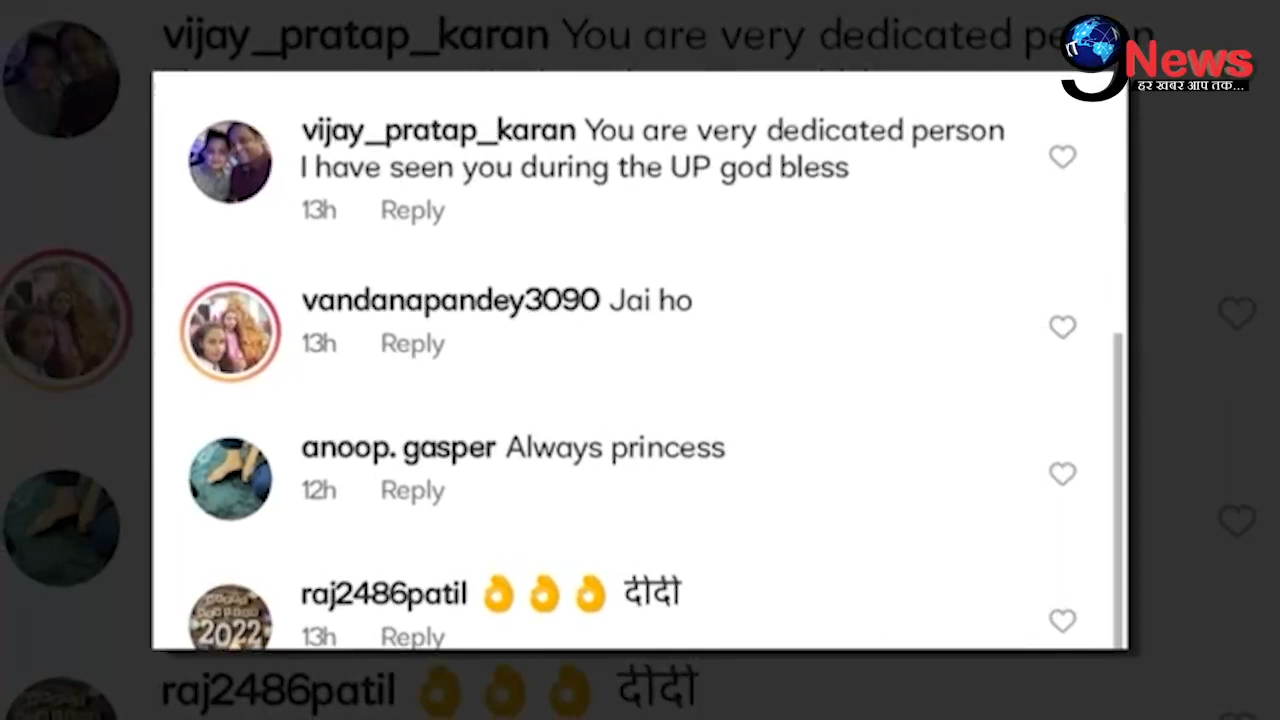 vijay_pratap_karan You are very dedicated person
9 News
हर खबर आप तक...
vijay_pratap_karan You are very dedicated person
I have seen you during the UP god bless
13h Reply
vandanapandey3090 Jai ho
13h Reply
anoop. gasper Always princess
12h Reply
raj2486patil 👌👌👌 दीदी
2022
13h Reply
raj2486patil 👌👌👌 दीदी